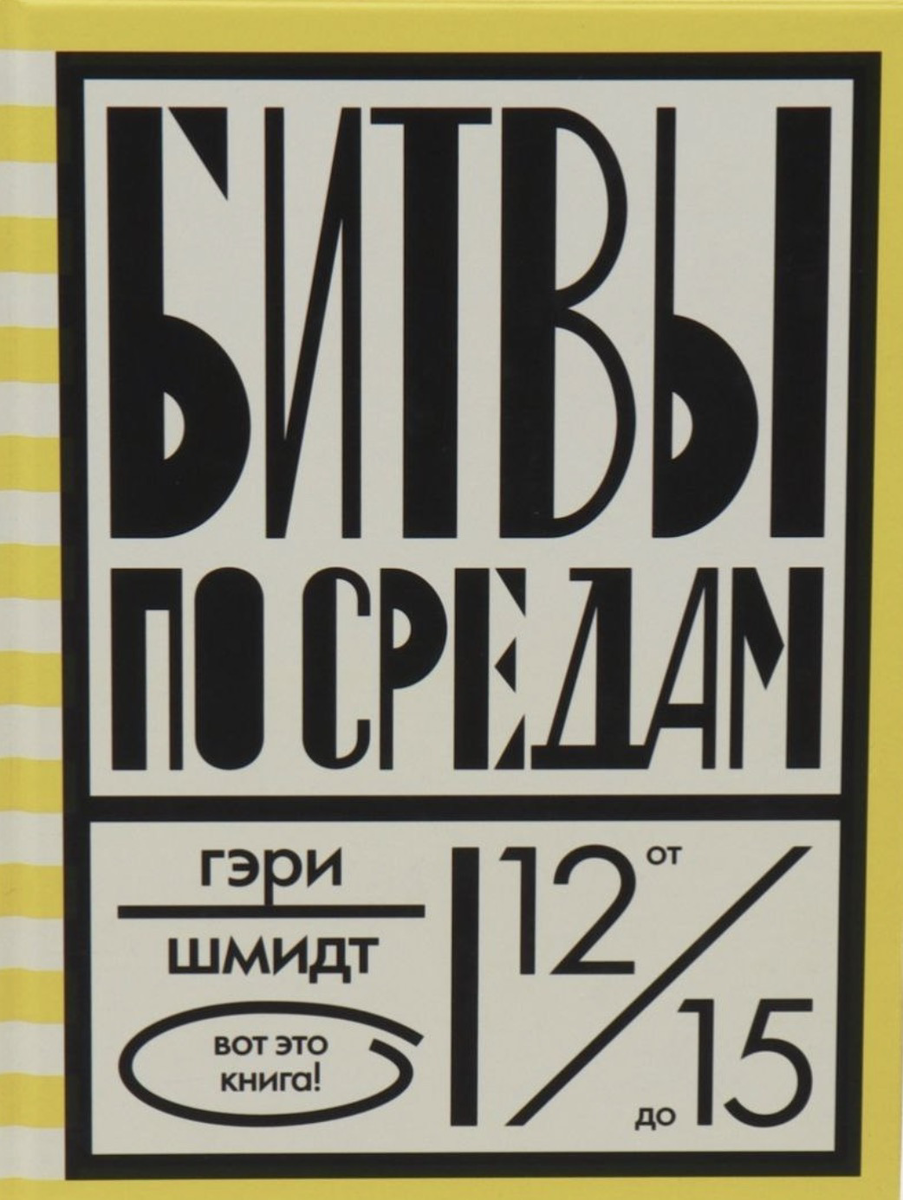 БИТВЫ
ПО СРЕДАМ
гэри
шмидт
вот это
книга!
от 12
до 15